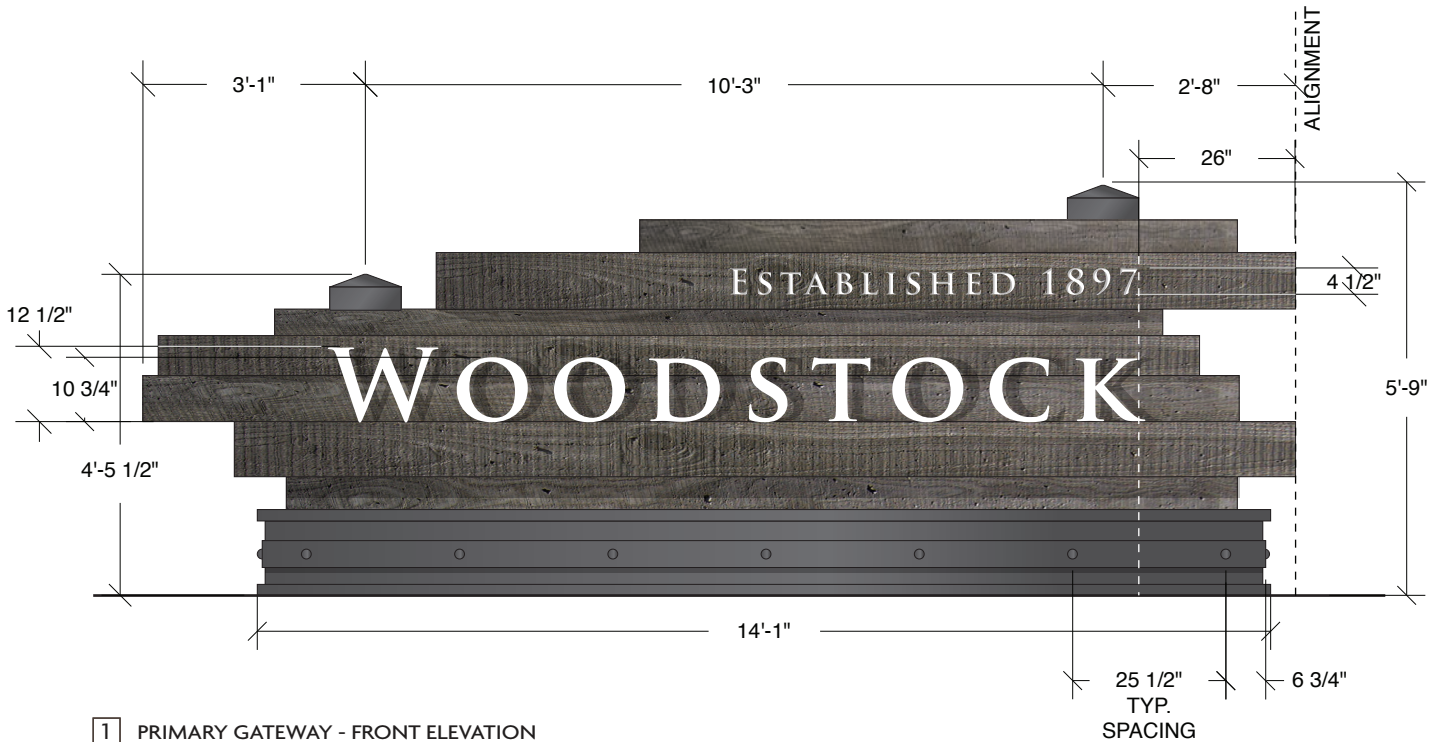 ALIGNMENT
3'-1"
10'-3"
2'-8"
26"
ESTABLISHED 1897
4 1/2"
12 1/2"
WOODSTOCK
10 3/4"
5'-9"
4'-5 1/2"
14'-1"
25 1/2"
TYP.
SPACING
6 3/4"
1 PRIMARY GATEWAY - FRONT ELEVATION